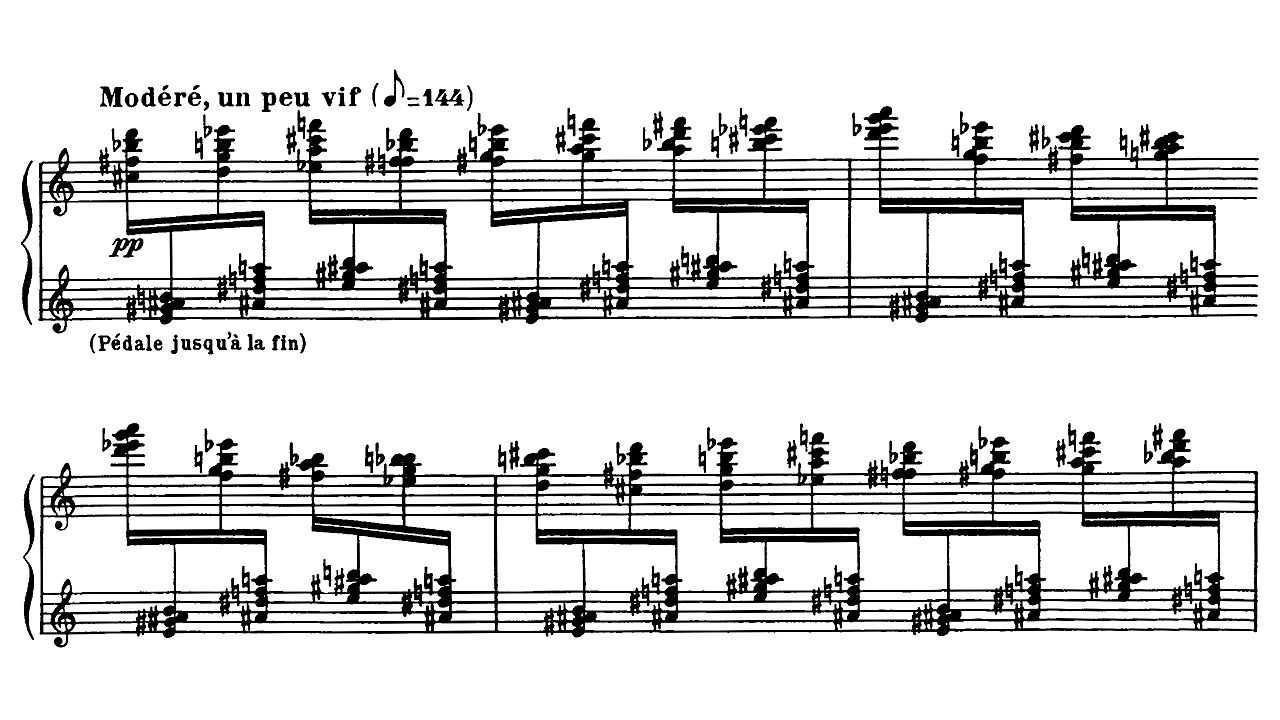 Modéré, un peu vif (♪=144)
pp
(Pédale jusqu'à la fin)